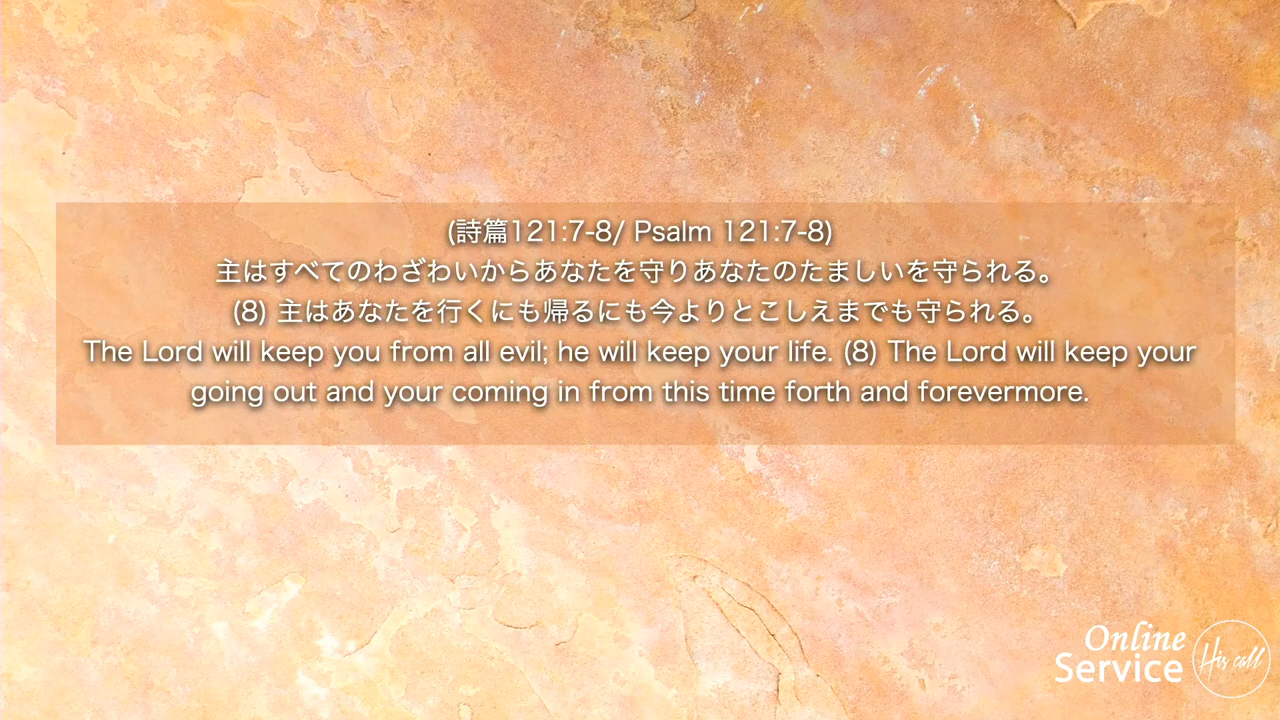 (詩篇121:7-8/ Psalm 121:7-8)
主はすべてのわざわいからあなたを守りあなたのたましいを守られる。
(8) 主はあなたを行くにも帰るにも今よりとこしえまでも守られる。
The Lord will keep you from all evil; he will keep your life. (8) The Lord will keep your
going out and your coming in from this time forth and forevermore.
Online
Service
His call